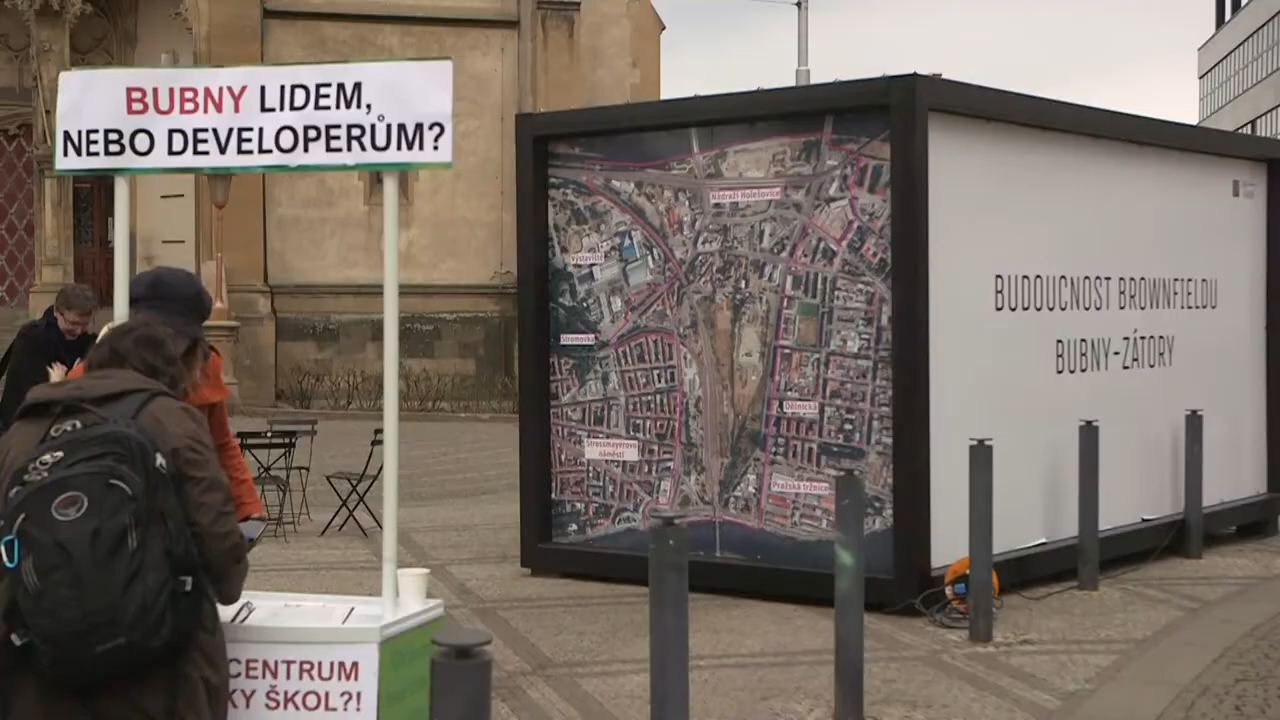 BUBNY LIDEM,
NEBO DEVELOPERŮM?
Nádraží Holešovice
Výstaviště
Stromovka
Dělnická
Strossmayerovo
náměstí
Pražská tržnice
BUDOUCNOST BROWNFIELDU
BUBNY-ZÁTORY
CENTRUM
KY ŠKOL?!